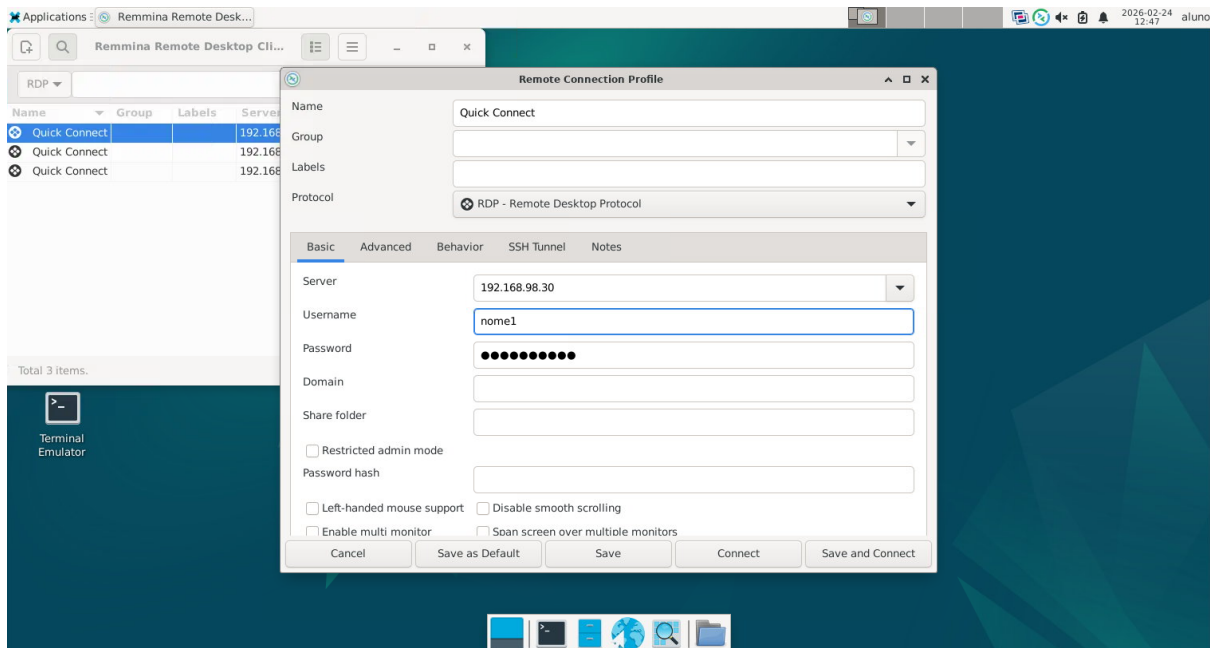 Applications
Remmina Remote Desk...
2026-02-24
12:47
aluno
Remmina Remote Desktop Cli...
RDP
Name
Group
Labels
Server
Quick Connect
192.168
Quick Connect
192.168
Quick Connect
192.168
Total 3 items.
Terminal
Emulator
Remote Connection Profile
Name
Quick Connect
Group
Labels
Protocol
RDP - Remote Desktop Protocol
Basic
Advanced
Behavior
SSH Tunnel
Notes
Server
192.168.98.30
Username
nome1
Password
●●●●●●●●●●
Domain
Share folder
Restricted admin mode
Password hash
Left-handed mouse support
Disable smooth scrolling
Enable multi monitor
Span screen over multiple monitors
Cancel
Save as Default
Save
Connect
Save and Connect